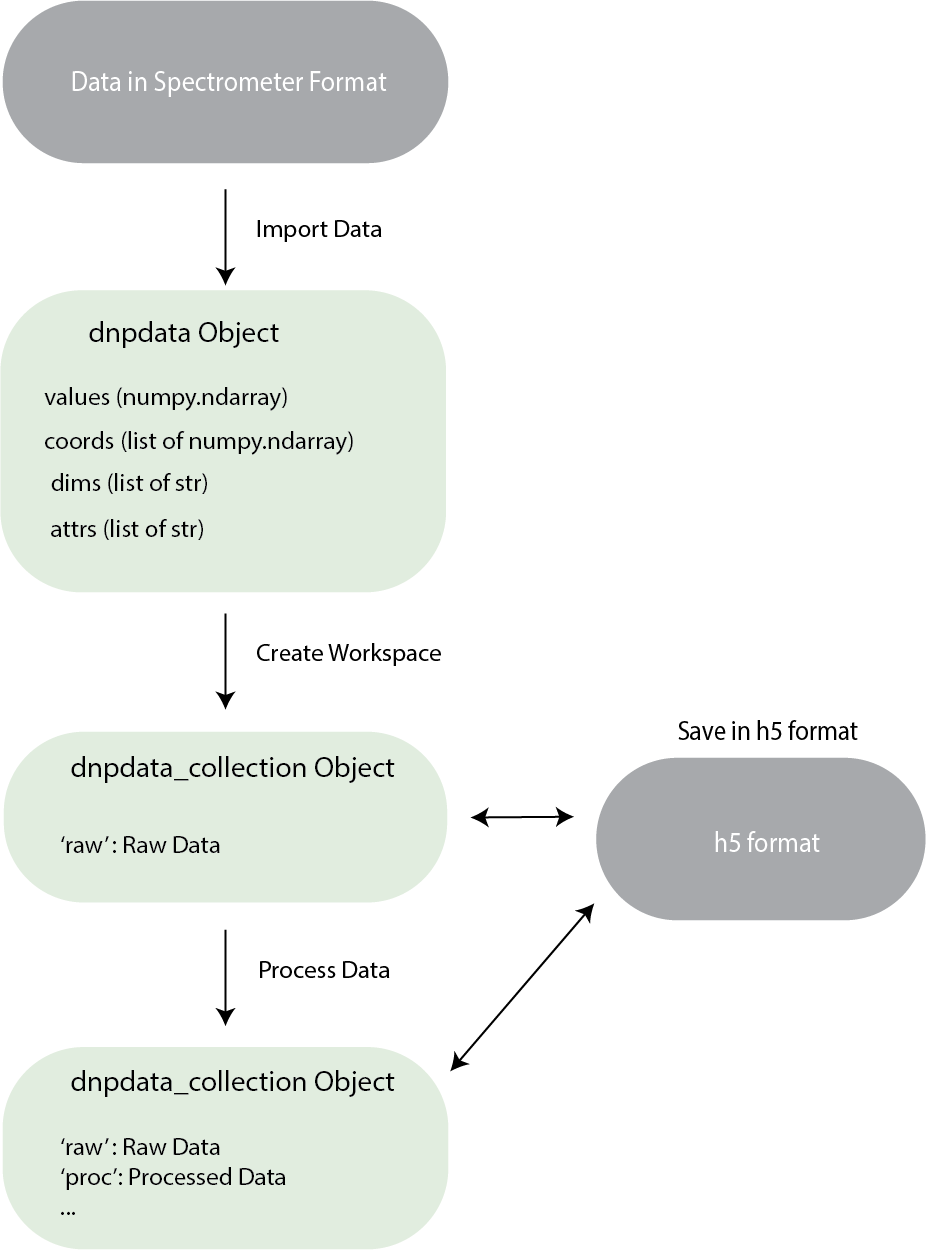 Data in Spectrometer Format
Import Data
dnpdata Object
values (numpy.ndarray)
coords (list of numpy.ndarray)
dims (list of str)
attrs (list of str)
Create Workspace
dnpdata_collection Object
‘raw’: Raw Data
Save in h5 format
h5 format
Process Data
dnpdata_collection Object
‘raw’: Raw Data
‘proc’: Processed Data
...